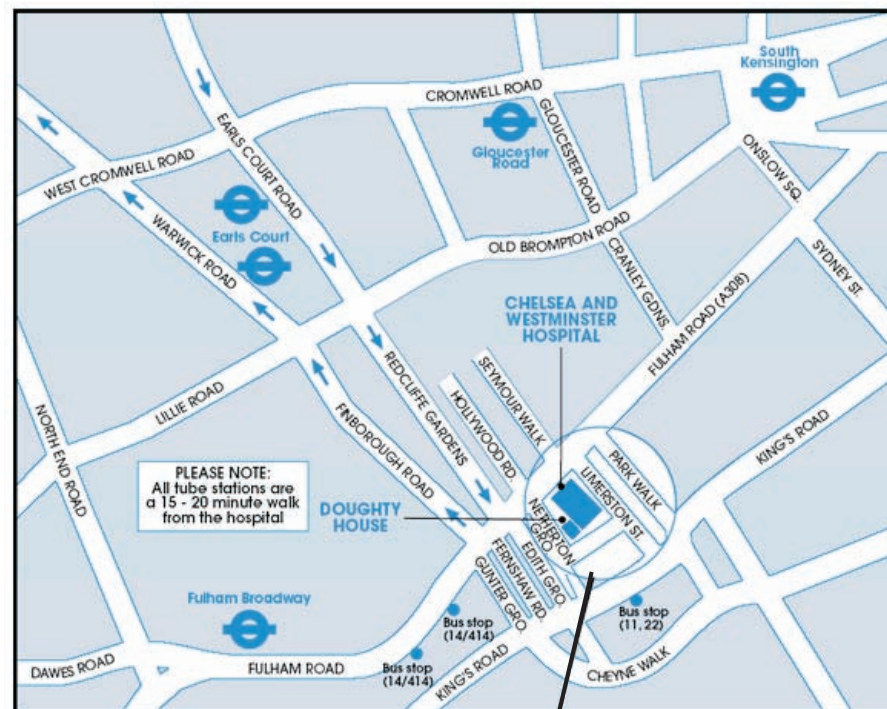 South
Kensington
CROMWELL ROAD
EARLS COURT ROAD
Gloucester
Road
GLOUCESTER ROAD
ONSLOW SQ.
WEST CROMWELL ROAD
WARWICK ROAD
Earls Court
OLD BROMPTON ROAD
CRANLEY GDNS.
SYDNEY ST.
CHELSEA AND
WESTMINSTER
HOSPITAL
FULHAM ROAD (A308)
REDCLIFFE GARDENS
SEYMOUR WALK
HOLLYWOOD RD.
LILLIE ROAD
NORTH END ROAD
FINBOROUGH ROAD
KING'S ROAD
PARK WALK
LIMERSTON ST.
PLEASE NOTE:
All tube stations are
a 15 - 20 minute walk
from the hospital
DOUGHTY
HOUSE
NETHERTON
GRO.
EDITH GRO.
FERNSHAW RD.
GUNTER GRO.
Fulham Broadway
Bus stop
(14/414)
Bus stop
(11, 22)
Bus stop
(14/414)
DAWES ROAD
FULHAM ROAD
KING'S ROAD
CHEYNE WALK